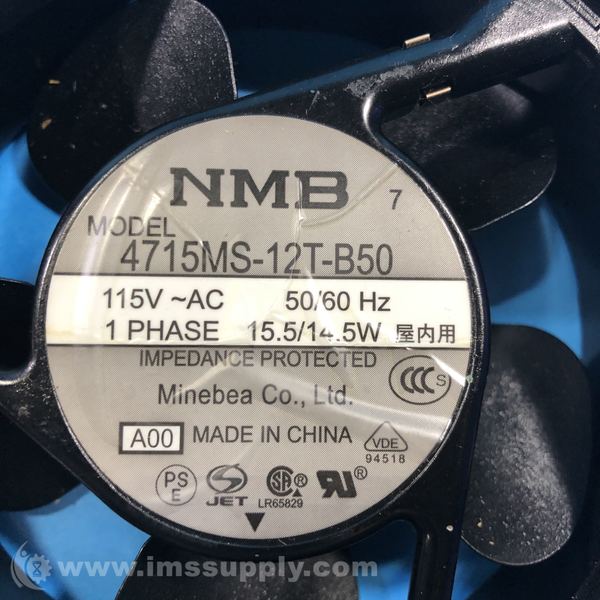 NMB 7
MODEL
4715MS-12T-B50
115V ~AC 50/60 Hz
1 PHASE 15.5/14.5W 屋内用
IMPEDANCE PROTECTED
Minebea Co., Ltd.
CCC S
A00 MADE IN CHINA
VDE
94518
PS
E
JET
SA
LR65829
RU
www.imssupply.com